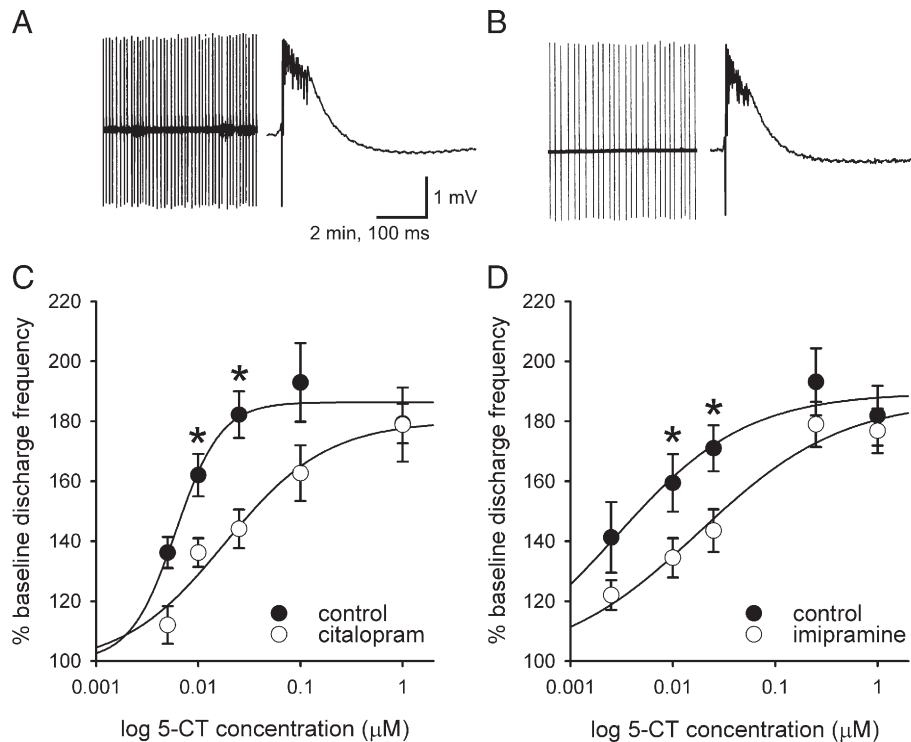 A
B
1 mV
2 min, 100 ms
C
D
% baseline discharge frequency
220
200
180
160
140
120
100
*
*
control
citalopram
0.001
0.01
0.1
1
log 5-CT concentration (μM)
% baseline discharge frequency
220
200
180
160
140
120
100
*
*
control
imipramine
0.001
0.01
0.1
1
log 5-CT concentration (μM)